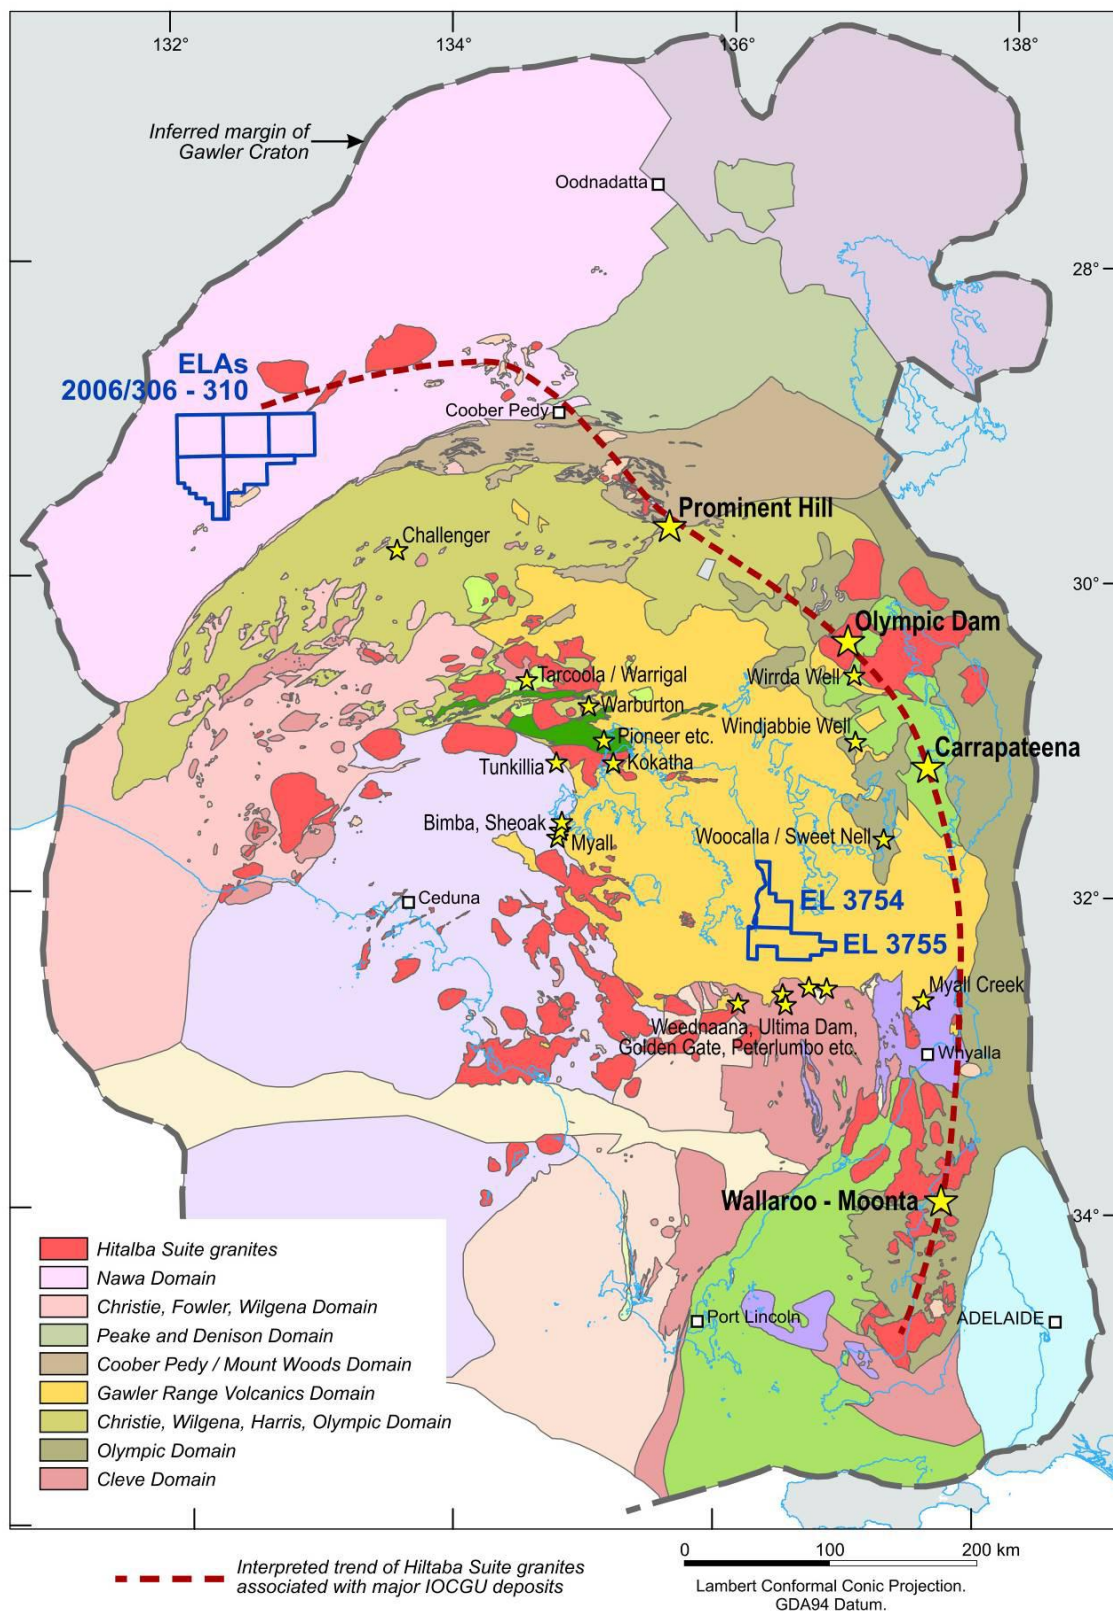 132°
134°
136°
138°
Inferred margin of
Gawler Craton
Oodnadatta
28°
ELAs
2006/306 - 310
Coober Pedy
Prominent Hill
Challenger
30°
Olympic Dam
Tarcoola / Warrigal
Wirrda Well
Warburton
Windjabbie Well
Pioneer etc.
Carrapateena
Tunkillia
Kokatha
Bimba, Sheoak
Myall
Woocalla / Sweet Nell
Ceduna
EL 3754
32°
EL 3755
Myall Creek
Weednaana, Ultima Dam,
Golden Gate, Peterlumbo etc
Whyalla
Wallaroo - Moonta
34°
Port Lincoln
ADELAIDE
Hitalba Suite granites
Nawa Domain
Christie, Fowler, Wilgena Domain
Peake and Denison Domain
Coober Pedy / Mount Woods Domain
Gawler Range Volcanics Domain
Christie, Wilgena, Harris, Olympic Domain
Olympic Domain
Cleve Domain
Interpreted trend of Hiltaba Suite granites
associated with major IOCGU deposits
0 100 200 km
Lambert Conformal Conic Projection.
GDA94 Datum.